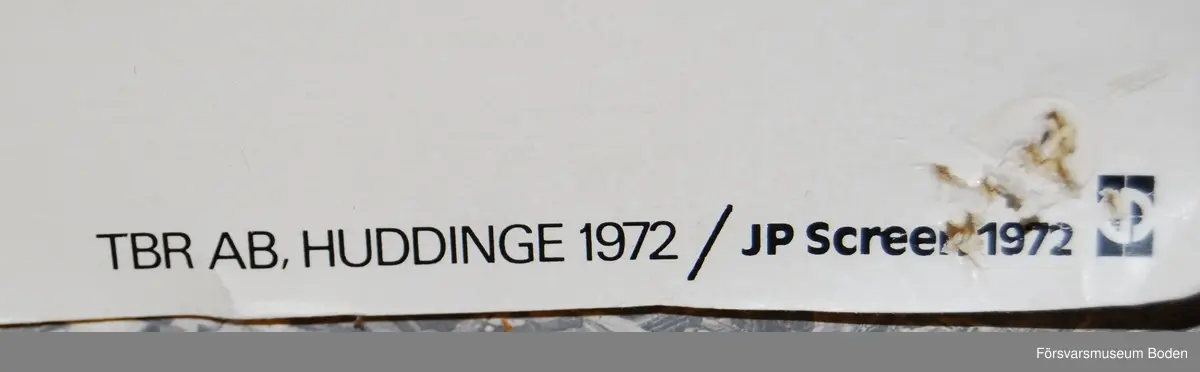 TBR AB, HUDDINGE 1972 / JP Screen 1972
Försvarsmuseum Boden